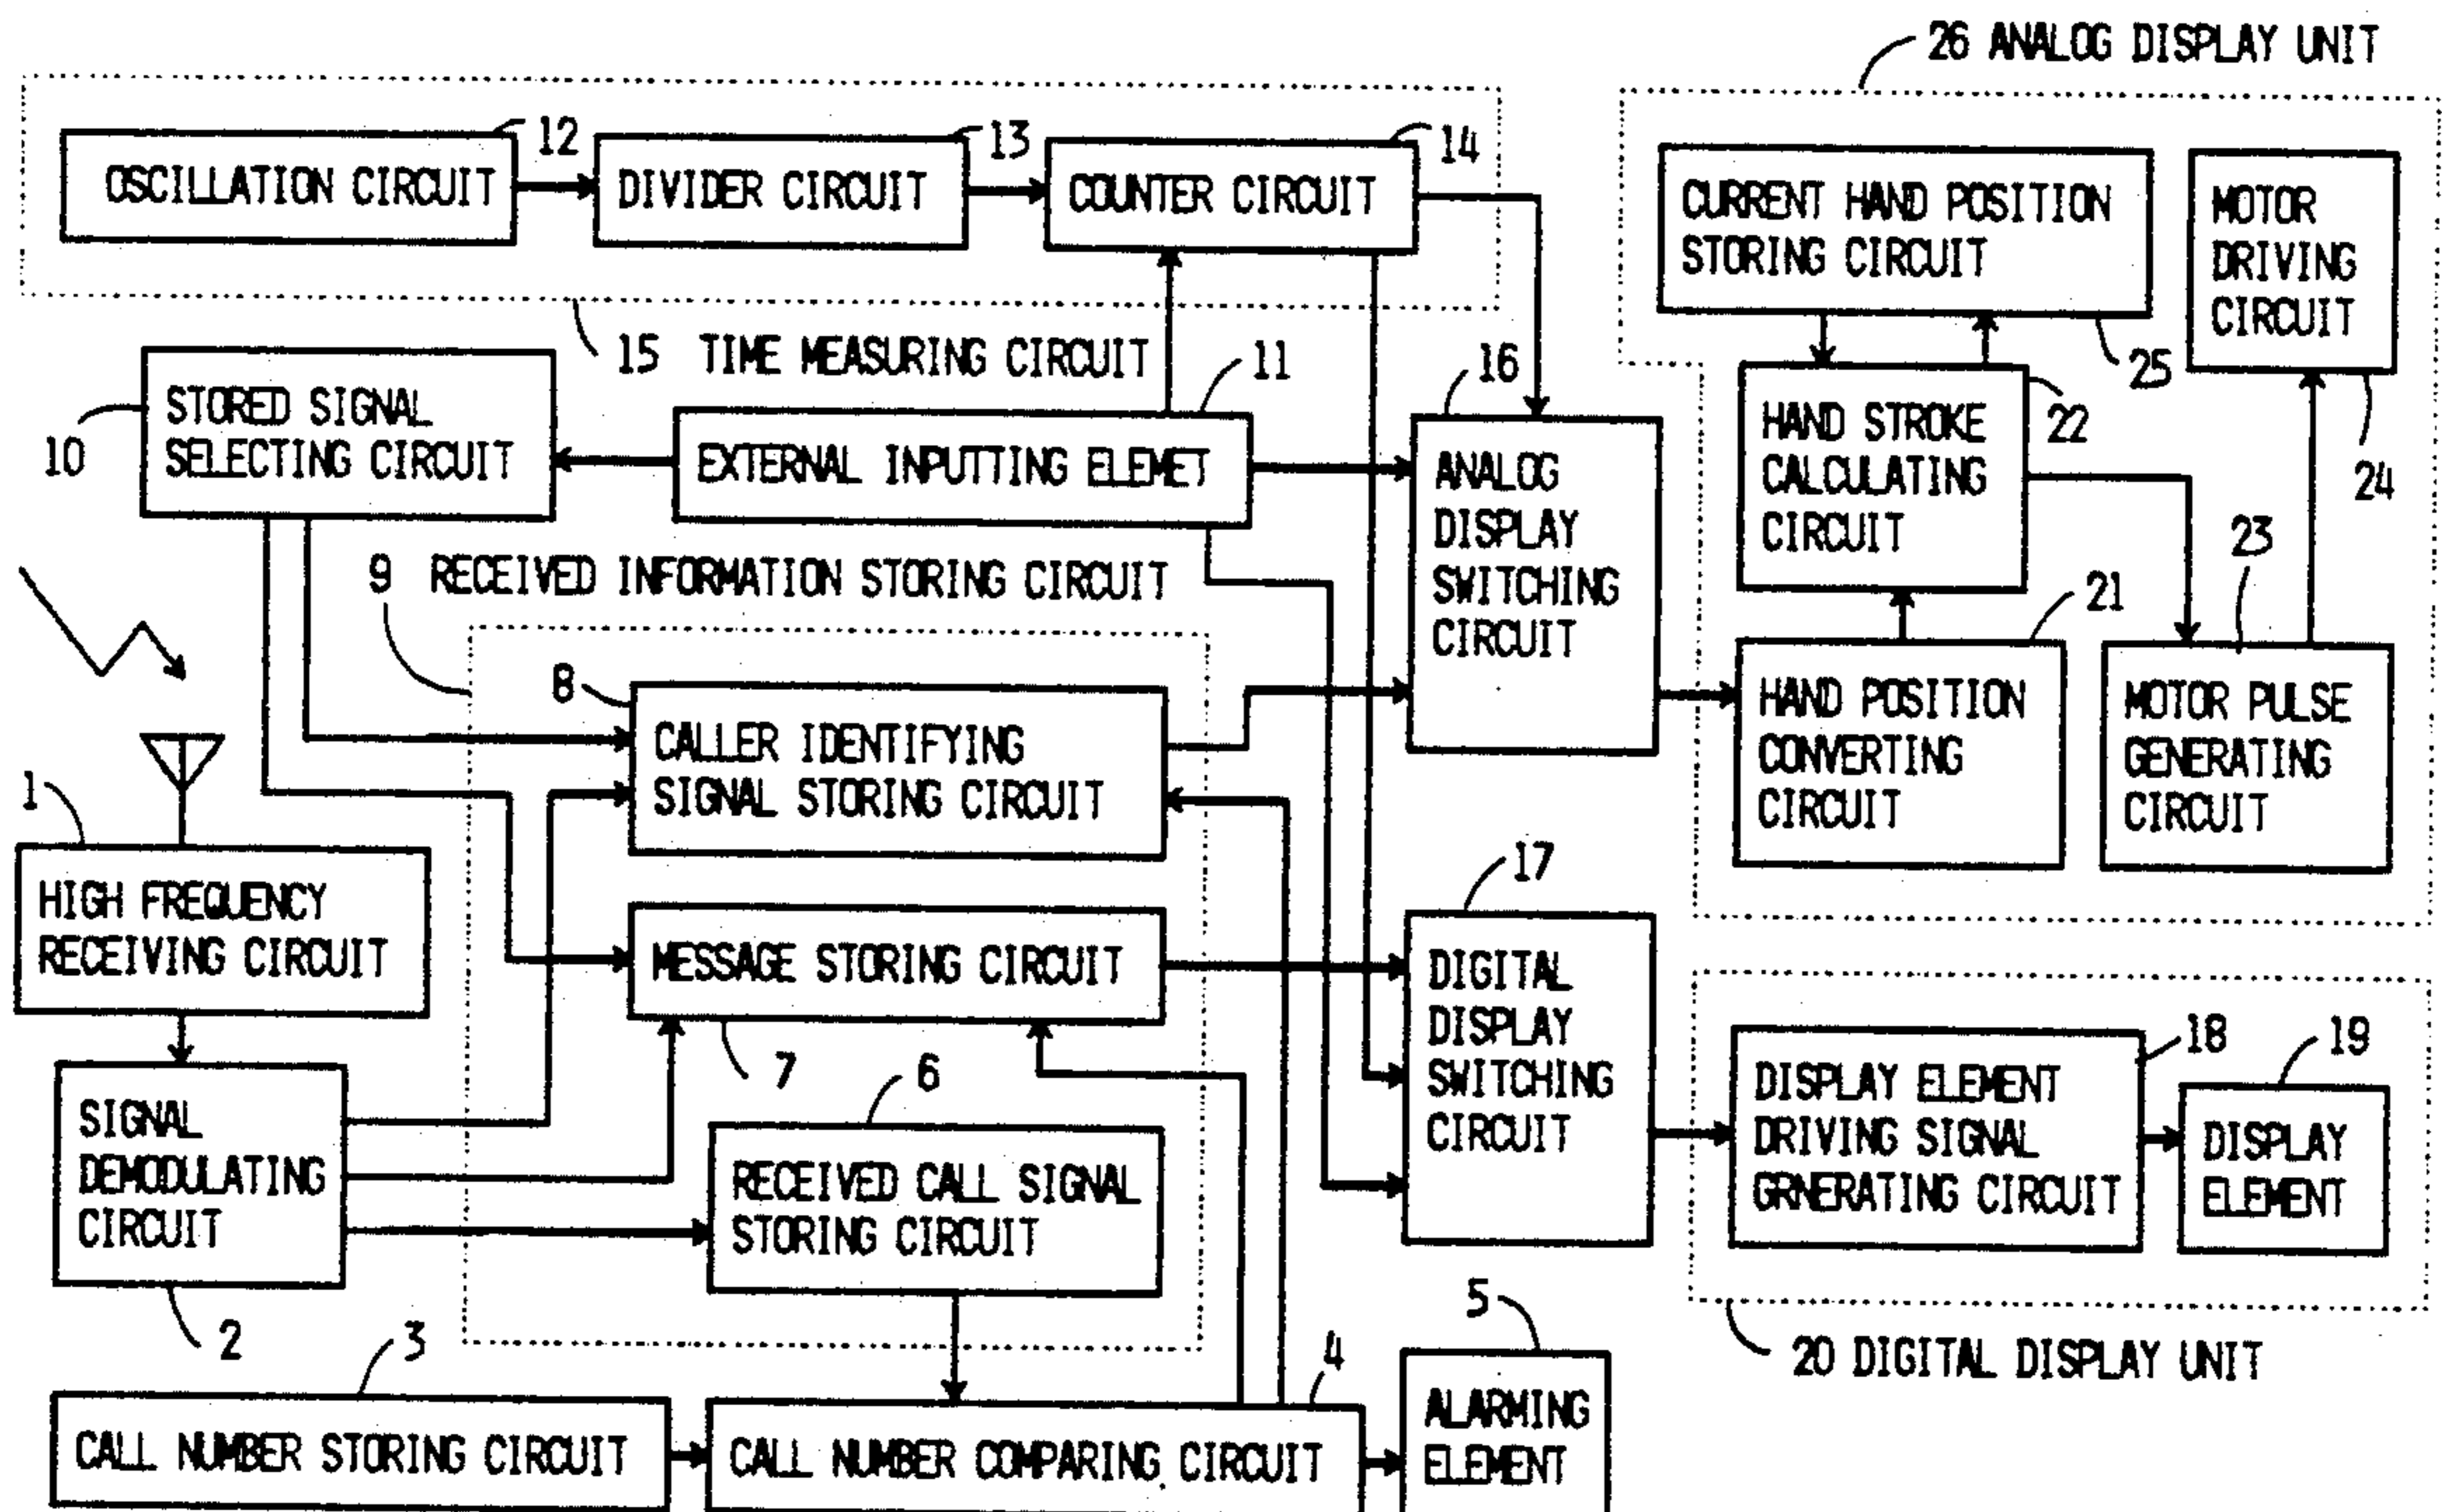 26 ANALOG DISPLAY UNIT
12
13
14
OSCILLATION CIRCUIT
DIVIDER CIRCUIT
COUNTER CIRCUIT
CURRENT HAND POSITION
STORING CIRCUIT
25
MOTOR
DRIVING
CIRCUIT
24
15 TIME MEASURING CIRCUIT
11
16
10
STORED SIGNAL
SELECTING CIRCUIT
EXTERNAL INPUTTING ELEMET
ANALOG
DISPLAY
SWITCHING
CIRCUIT
HAND STROKE
CALCULATING
CIRCUIT
22
23
21
9 RECEIVED INFORMATION STORING CIRCUIT
8
CALLER IDENTIFYING
SIGNAL STORING CIRCUIT
HAND POSITION
CONVERTING
CIRCUIT
MOTOR PULSE
GENERATING
CIRCUIT
1
HIGH FREQUENCY
RECEIVING CIRCUIT
MESSAGE STORING CIRCUIT
7
17
DIGITAL
DISPLAY
SWITCHING
CIRCUIT
18
19
DISPLAY ELEMENT
DRIVING SIGNAL
GRNERATING CIRCUIT
DISPLAY
ELEMENT
SIGNAL
DEMODULATING
CIRCUIT
2
6
RECEIVED CALL SIGNAL
STORING CIRCUIT
20 DIGITAL DISPLAY UNIT
3
4
5
CALL NUMBER STORING CIRCUIT
CALL NUMBER COMPARING CIRCUIT
ALARMING
ELEMENT